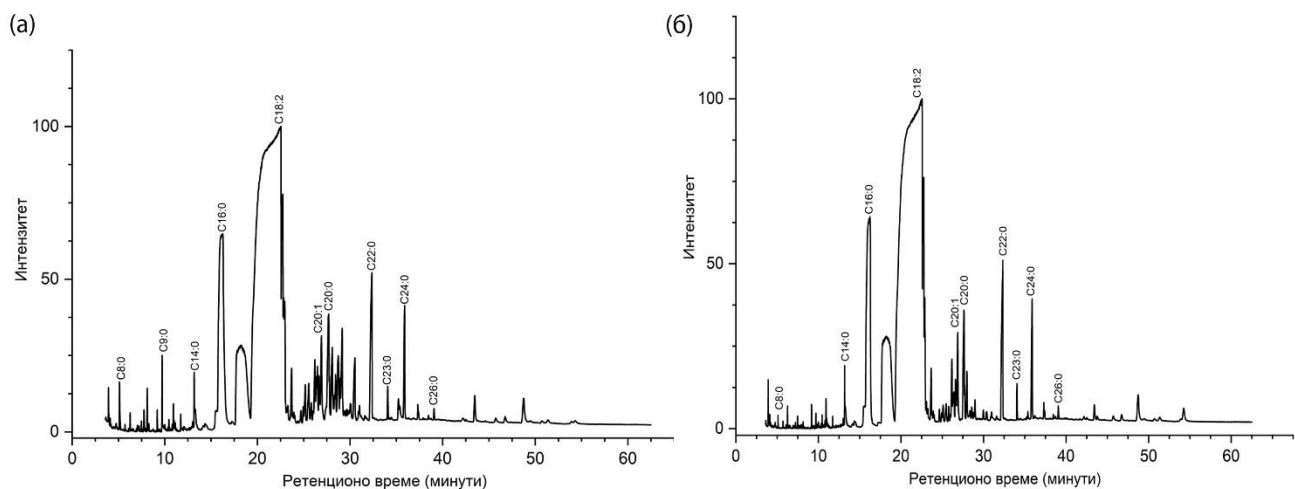 (а)
Интензитет
100
50
0
C8:0
C9:0
C14:0
C16:0
C18:2
C20:1
C20:0
C22:0
C23:0
C24:0
C26:0
0 10 20 30 40 50 60
Ретенционо време (минути)
(б)
Интензитет
100
50
0
C8:0
C14:0
C16:0
C18:2
C20:1
C20:0
C22:0
C23:0
C24:0
C26:0
0 10 20 30 40 50 60
Ретенционо време (минути)